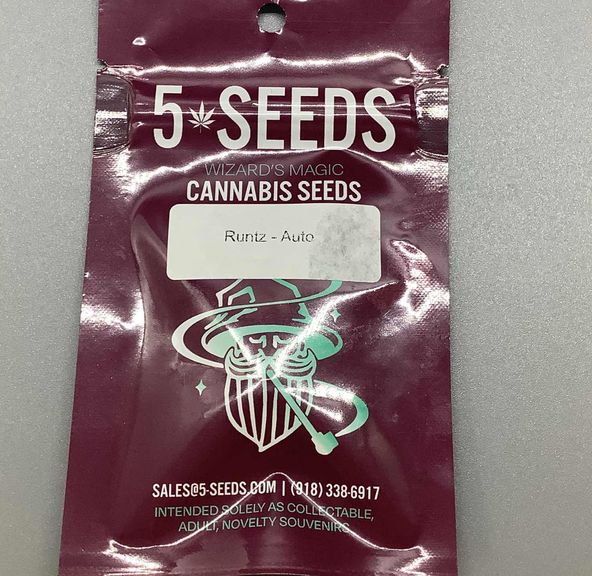 5 SEEDS
WIZARD'S MAGIC
CANNABIS SEEDS
Runtz - Auto
SALES@5-SEEDS.COM | (918) 338-6917
INTENDED SOLELY AS COLLECTABLE,
ADULT, NOVELTY SOUVENIRS